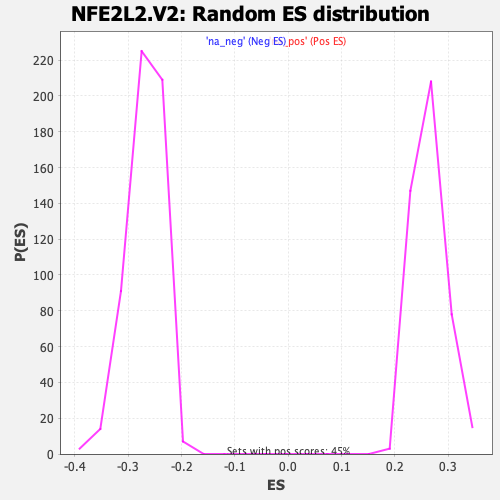 NFE2L2.V2: Random ES distribution
'na_neg' (Neg ES) pos' (Pos ES)
P(ES)
220
200
180
160
140
120
100
80
60
40
20
0
Sets with pos scores: 45%
-0.4 -0.3 -0.2 -0.1 0.0 0.1 0.2 0.3
ES